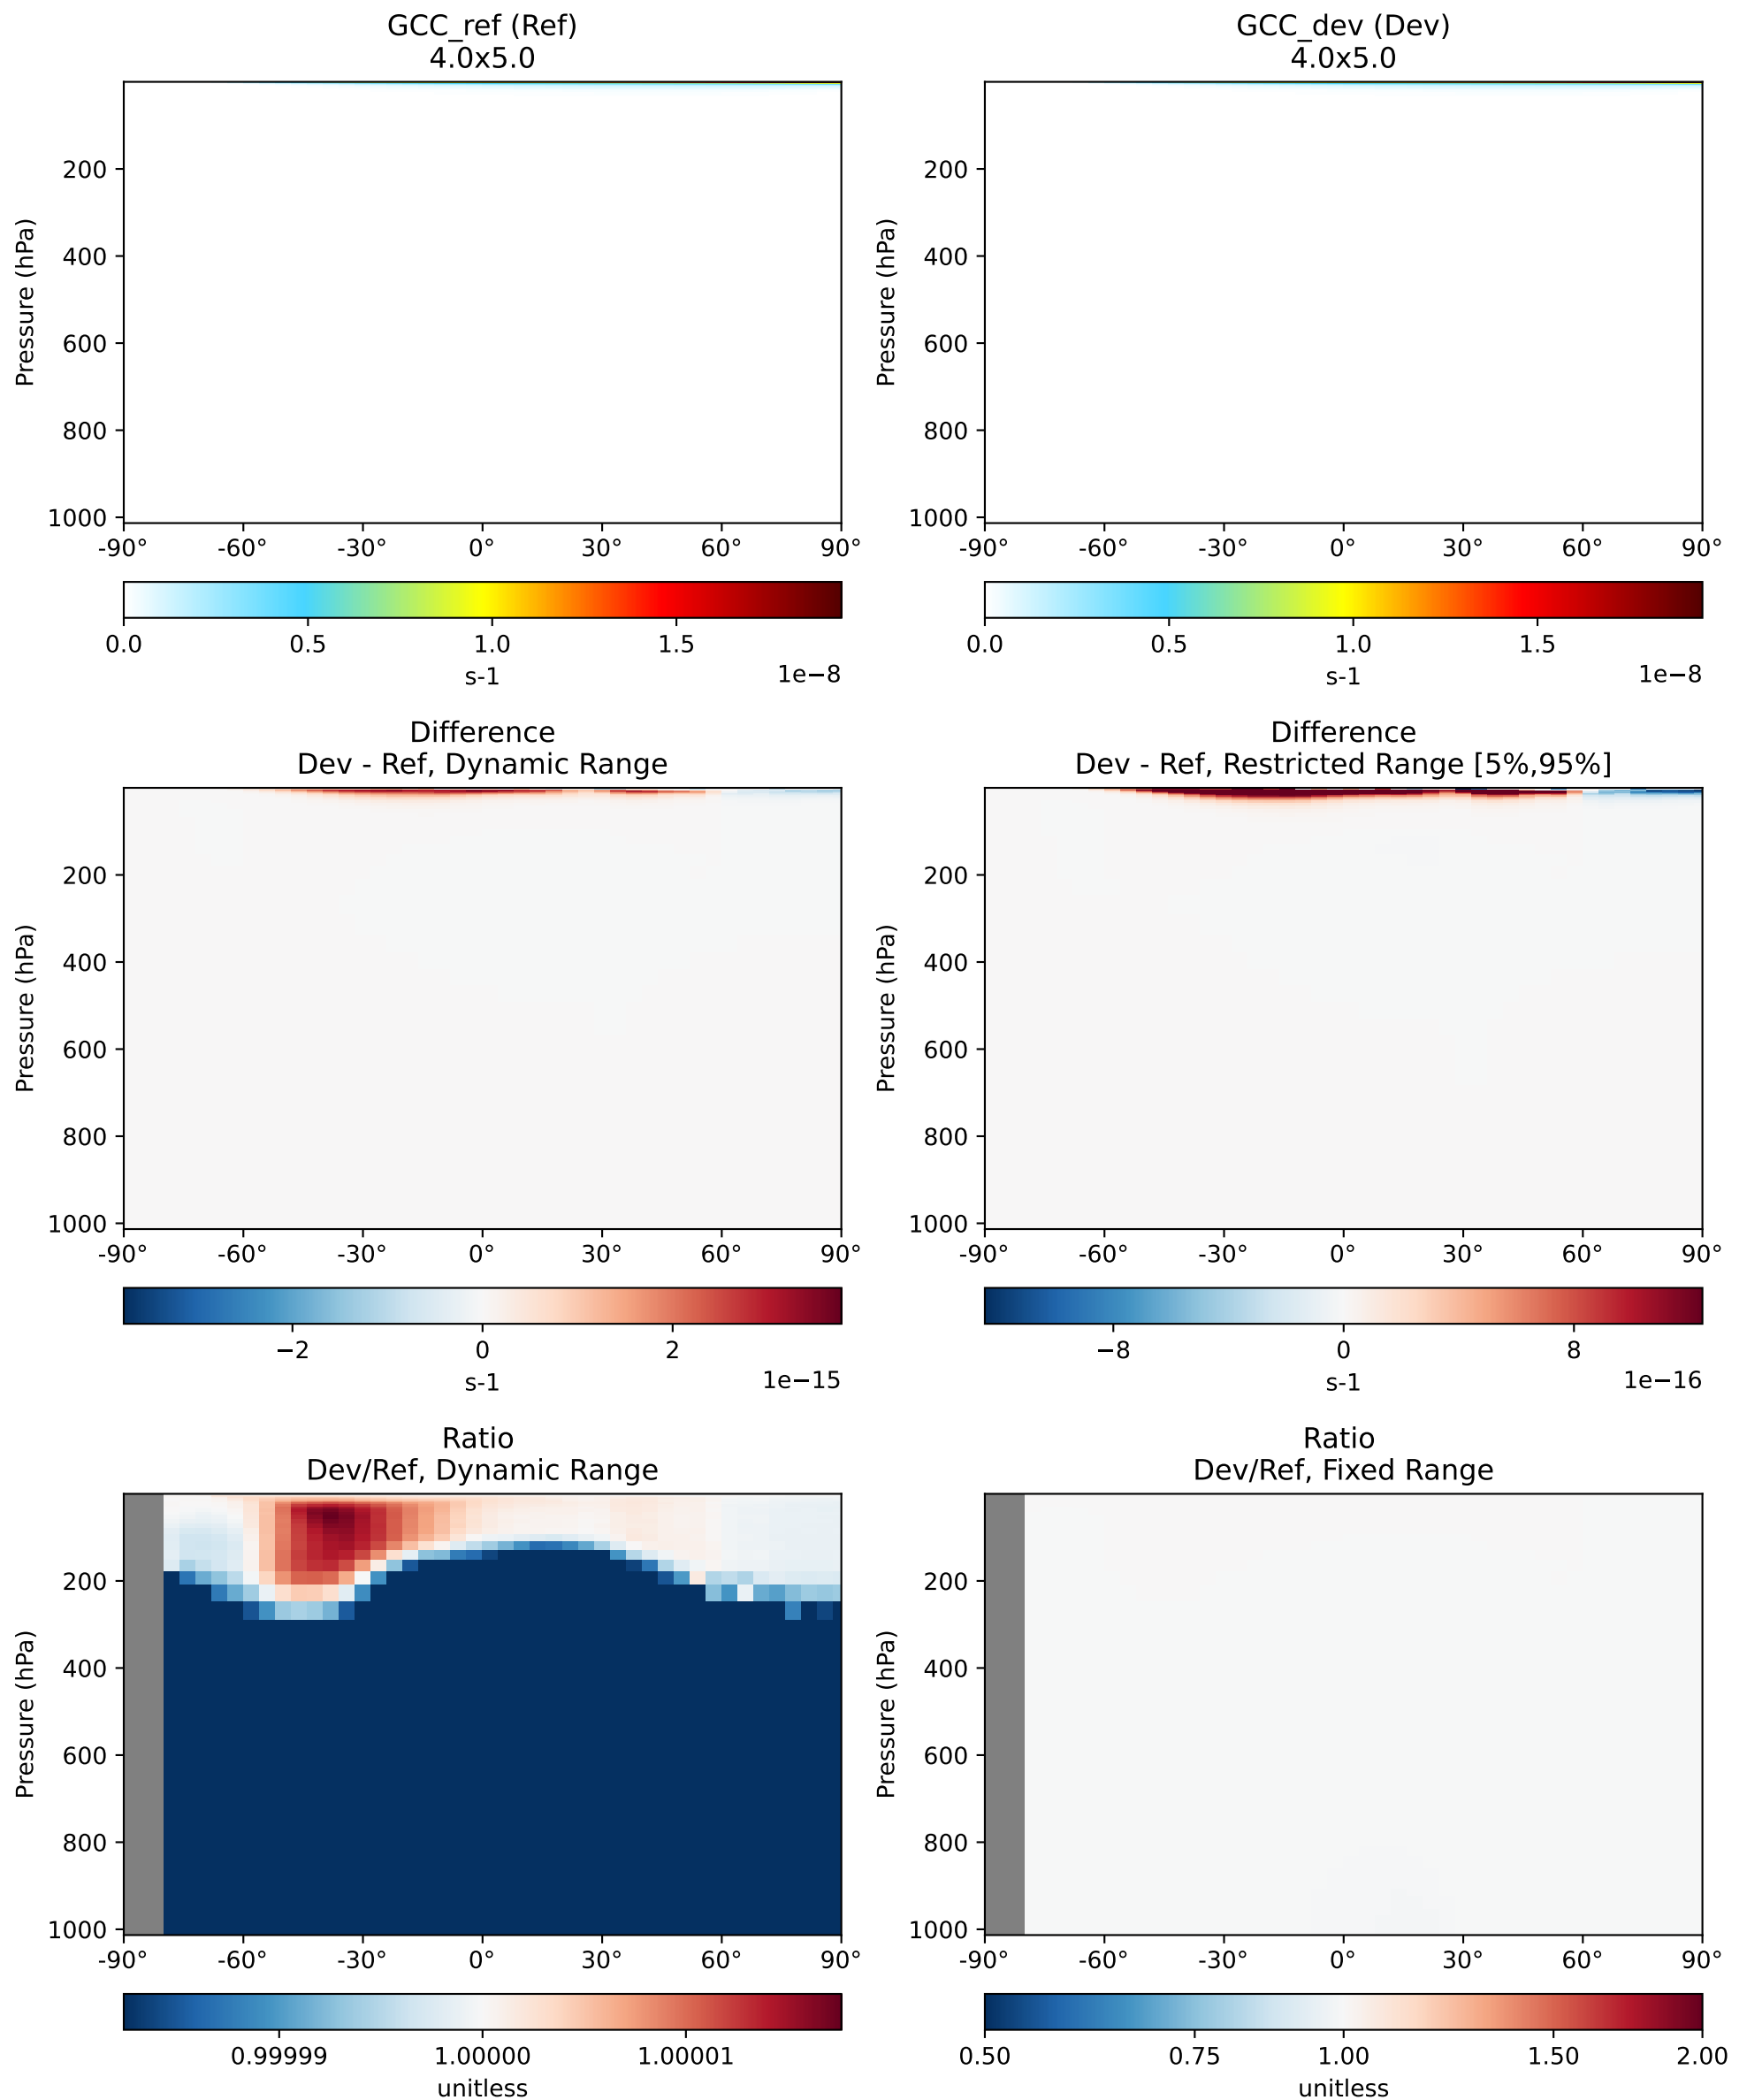 GCC_ref (Ref)
4.0x5.0
GCC_dev (Dev)
4.0x5.0
Pressure (hPa)
200
400
600
800
1000
-90° -60° -30° 0° 30° 60° 90°
0.0 0.5 1.0 1.5
1e−8
s-1
Pressure (hPa)
200
400
600
800
1000
-90° -60° -30° 0° 30° 60° 90°
0.0 0.5 1.0 1.5
1e−8
s-1
Difference
Dev - Ref, Dynamic Range
Pressure (hPa)
200
400
600
800
1000
-90° -60° -30° 0° 30° 60° 90°
−2 0 2
1e−15
s-1
Difference
Dev - Ref, Restricted Range [5%,95%]
Pressure (hPa)
200
400
600
800
1000
-90° -60° -30° 0° 30° 60° 90°
−8 0 8
1e−16
s-1
Ratio
Dev/Ref, Dynamic Range
Pressure (hPa)
200
400
600
800
1000
-90° -60° -30° 0° 30° 60° 90°
0.99999 1.00000 1.00001
unitless
Ratio
Dev/Ref, Fixed Range
Pressure (hPa)
200
400
600
800
1000
-90° -60° -30° 0° 30° 60° 90°
0.50 0.75 1.00 1.50 2.00
unitless